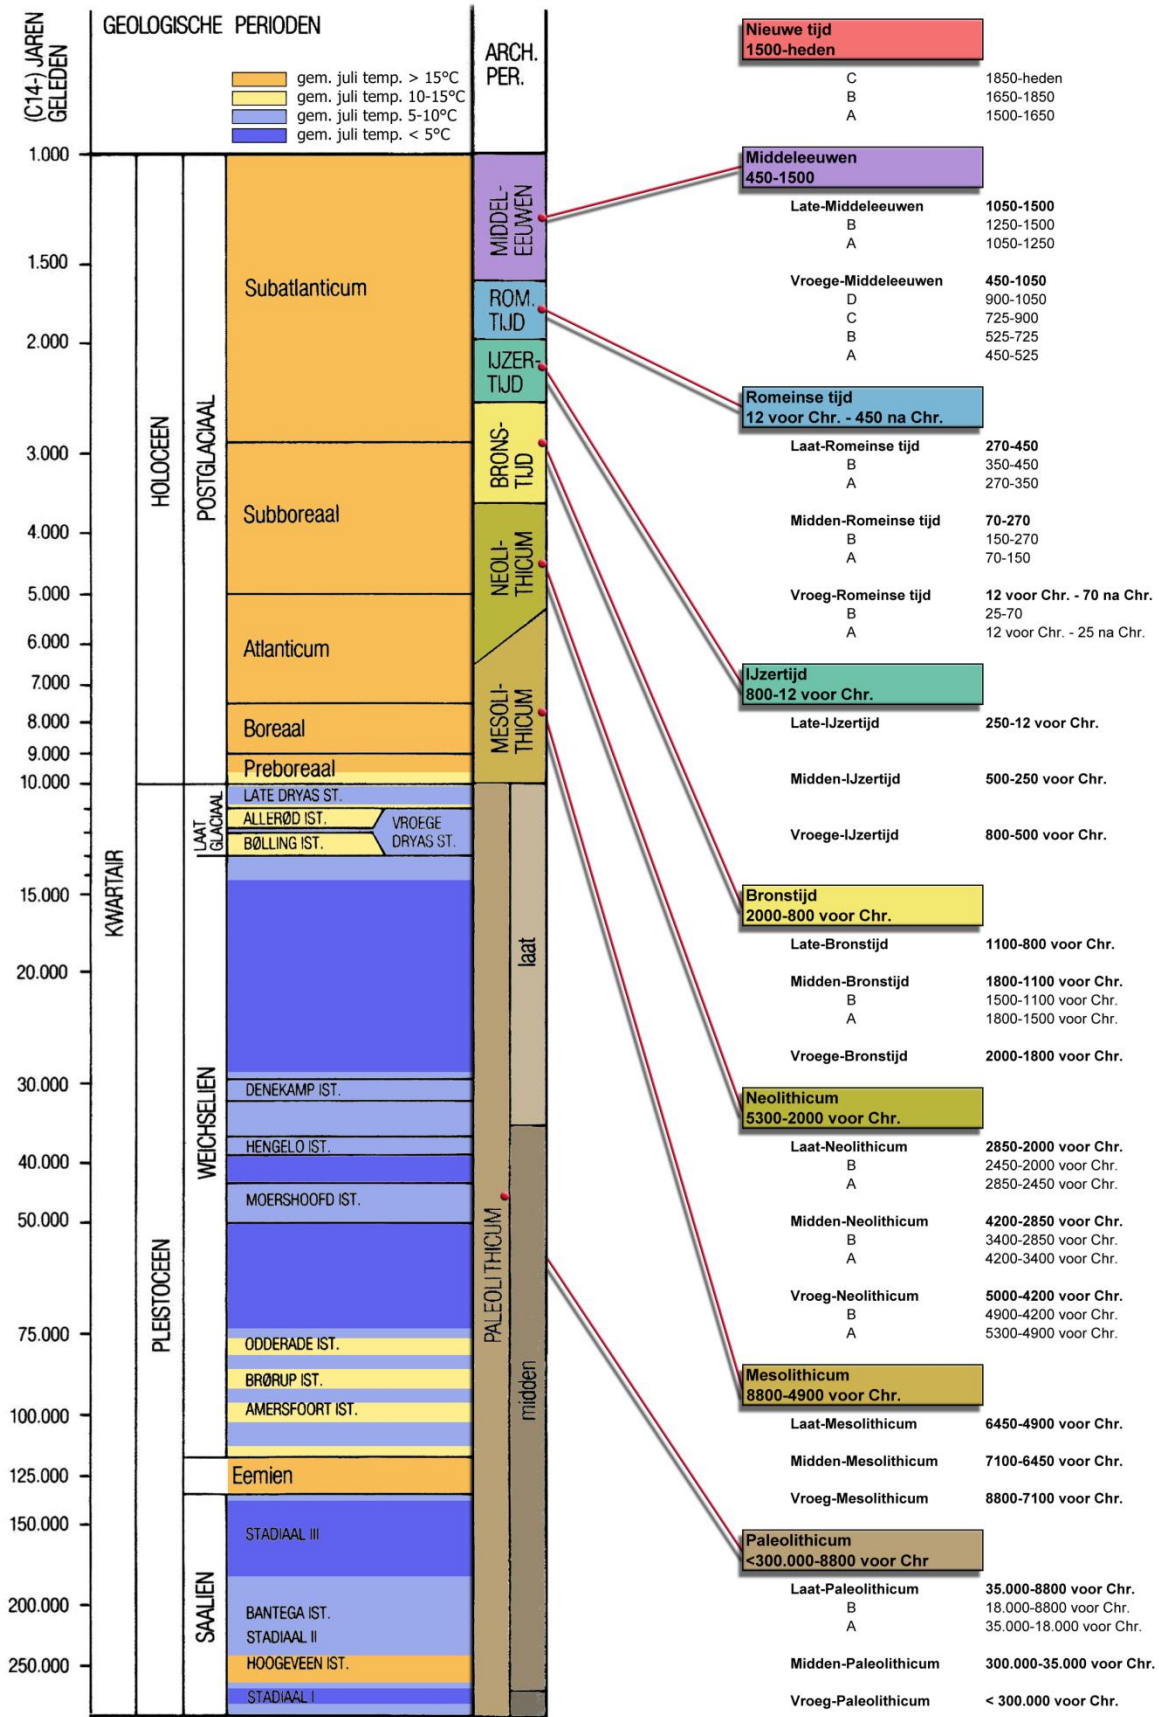 (C14-) JAREN
GELEDEN
GEOLOGISCHE PERIODEN
gem. juli temp. > 15°C
gem. juli temp. 10-15°C
gem. juli temp. 5-10°C
gem. juli temp. < 5°C
ARCH.
PER.
1.000
1.500
2.000
3.000
4.000
5.000
6.000
7.000
8.000
9.000
10.000
15.000
20.000
30.000
40.000
50.000
75.000
100.000
125.000
150.000
200.000
250.000
KWARTAIR
HOLOCEEN
PLEISTOCEEN
POSTGLACIAAL
LAAT
GLACIAAL
WEICHSELIEN
SAALIEN
Subatlanticum
Subboreaal
Atlanticum
Boreaal
Preboreaal
LATE DRYAS ST.
ALLERØD IST.
VROEGE
DRYAS ST.
BØLLING IST.
DENEKAMP IST.
HENGELO IST.
MOERSHOOFD IST.
ODDERADE IST.
BRØRUP IST.
AMERSFOORT IST.
Eemien
STADIAAL III
BANTEGA IST.
STADIAAL II
HOOGEVEEN IST.
STADIAAL I
MIDDEL-
EEUWEN
ROM.
TIJD
IJZER-
TIJD
BRONS-
TIJD
NEOLI-
THICUM
MESOLI-
THICUM
PALEOLITHICUM
laat
midden
Nieuwe tijd
1500-heden
C 1850-heden
B 1650-1850
A 1500-1650
Middeleeuwen
450-1500
Late-Middeleeuwen 1050-1500
B 1250-1500
A 1050-1250
Vroege-Middeleeuwen 450-1050
D 900-1050
C 725-900
B 525-725
A 450-525
Romeinse tijd
12 voor Chr. - 450 na Chr.
Laat-Romeinse tijd 270-450
B 350-450
A 270-350
Midden-Romeinse tijd 70-270
B 150-270
A 70-150
Vroeg-Romeinse tijd 12 voor Chr. - 70 na Chr.
B 25-70
A 12 voor Chr. - 25 na Chr.
IJzertijd
800-12 voor Chr.
Late-IJzertijd 250-12 voor Chr.
Midden-IJzertijd 500-250 voor Chr.
Vroege-IJzertijd 800-500 voor Chr.
Bronstijd
2000-800 voor Chr.
Late-Bronstijd 1100-800 voor Chr.
Midden-Bronstijd 1800-1100 voor Chr.
B 1500-1100 voor Chr.
A 1800-1500 voor Chr.
Vroege-Bronstijd 2000-1800 voor Chr.
Neolithicum
5300-2000 voor Chr.
Laat-Neolithicum 2850-2000 voor Chr.
B 2450-2000 voor Chr.
A 2850-2450 voor Chr.
Midden-Neolithicum 4200-2850 voor Chr.
B 3400-2850 voor Chr.
A 4200-3400 voor Chr.
Vroeg-Neolithicum 5000-4200 voor Chr.
B 4900-4200 voor Chr.
A 5300-4900 voor Chr.
Mesolithicum
8800-4900 voor Chr.
Laat-Mesolithicum 6450-4900 voor Chr.
Midden-Mesolithicum 7100-6450 voor Chr.
Vroeg-Mesolithicum 8800-7100 voor Chr.
Paleolithicum
<300.000-8800 voor Chr
Laat-Paleolithicum 35.000-8800 voor Chr.
B 18.000-8800 voor Chr.
A 35.000-18.000 voor Chr.
Midden-Paleolithicum 300.000-35.000 voor Chr.
Vroeg-Paleolithicum < 300.000 voor Chr.